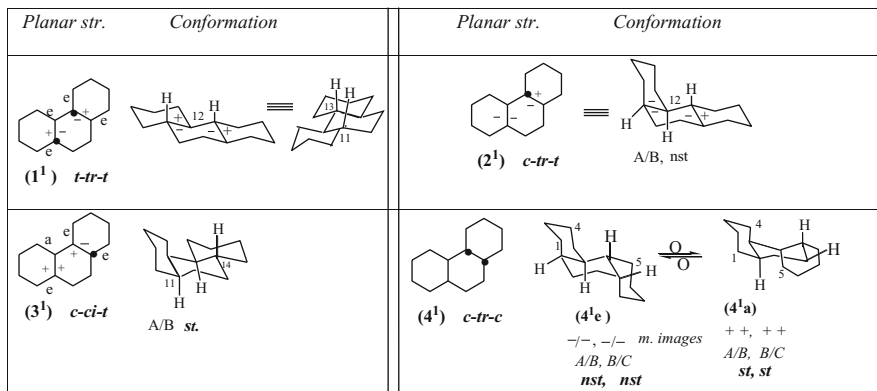 Planar str. Conformation Planar str. Conformation
e H H H
e + 12 13 H
− + + −
+ − e − + 11
e
(1¹) t-tr-t
H
+ 12 H
− − − − +
H H
(2¹) c-tr-t A/B, nst
e H
a − 14
+ e
+ + 11 H
e H
(3¹) c-ci-t A/B st.
4 4
1 H 5 O H
H H O 1 H
H 5
(4¹) c-tr-c (4¹e) (4¹a)
−/−, −/− m. images + +, + +
A/B, B/C A/B, B/C
nst, nst st, st